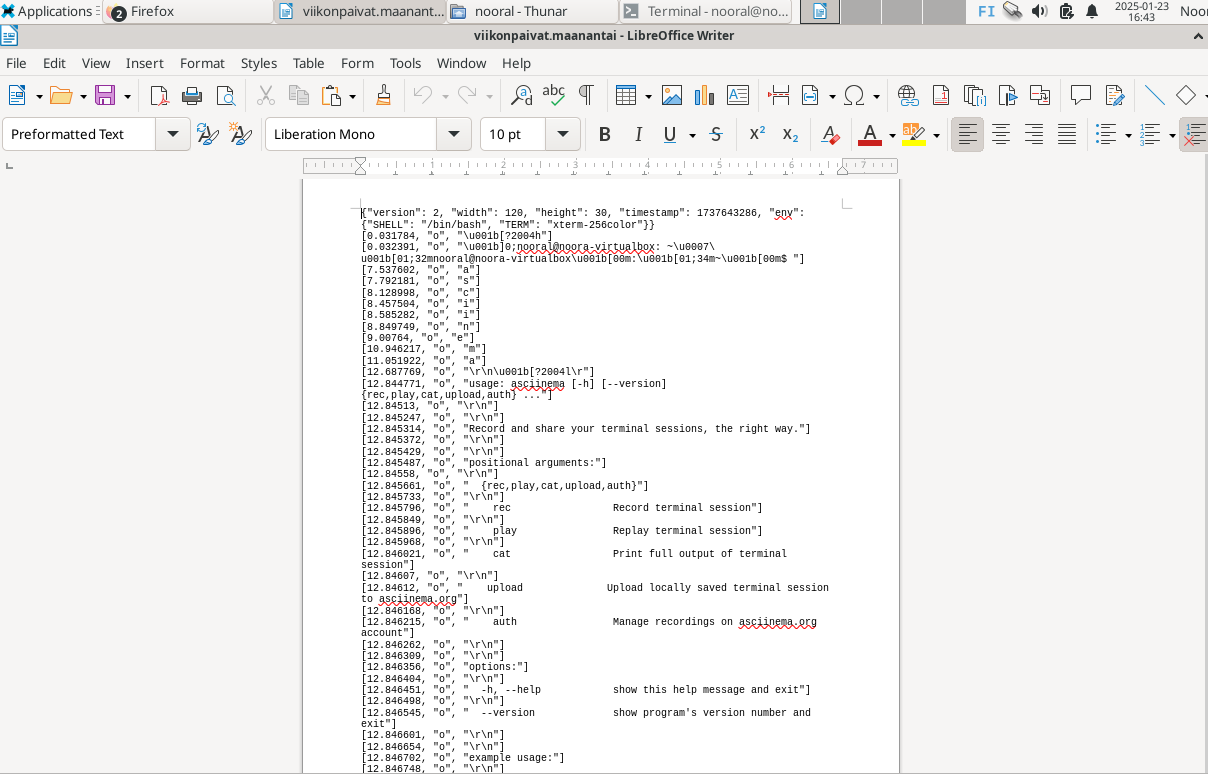 Applications
2 Firefox
viikonpaivat.maanant...
nooral - Thunar
Terminal - nooral@no...
FI
2025-01-23
16:43
Noor
viikonpaivat.maanantai - LibreOffice Writer
File Edit View Insert Format Styles Table Form Tools Window Help
Preformatted Text
Liberation Mono
10 pt
1 2 3 4 5 6 7
{"version": 2, "width": 120, "height": 30, "timestamp": 1737643286, "env":
{"SHELL": "/bin/bash", "TERM": "xterm-256color"}}
[0.031784, "o", "\u001b[?2004h"]
[0.032391, "o", "\u001b]0;nooral@noora-virtualbox: ~\u0007\
u001b[01;32mnooral@noora-virtualbox\u001b[00m:\u001b[01;34m~\u001b[00m$ "]
[7.537602, "o", "a"]
[7.792181, "o", "s"]
[8.128998, "o", "c"]
[8.457504, "o", "i"]
[8.585282, "o", "i"]
[8.849749, "o", "n"]
[9.00764, "o", "e"]
[10.946217, "o", "m"]
[11.051922, "o", "a"]
[12.687769, "o", "\r\n\u001b[?2004l\r"]
[12.844771, "o", "usage: asciinema [-h] [--version]
{rec,play,cat,upload,auth} ..."]
[12.84513, "o", "\r\n"]
[12.845247, "o", "\r\n"]
[12.845314, "o", "Record and share your terminal sessions, the right way."]
[12.845372, "o", "\r\n"]
[12.845429, "o", "\r\n"]
[12.845487, "o", "positional arguments:"]
[12.84558, "o", "\r\n"]
[12.845661, "o", "  {rec,play,cat,upload,auth}"]
[12.845733, "o", "\r\n"]
[12.845796, "o", "    rec                 Record terminal session"]
[12.845849, "o", "\r\n"]
[12.845896, "o", "    play                Replay terminal session"]
[12.845968, "o", "\r\n"]
[12.846021, "o", "    cat                 Print full output of terminal
session"]
[12.84607, "o", "\r\n"]
[12.84612, "o", "    upload              Upload locally saved terminal session
to asciinema.org"]
[12.846168, "o", "\r\n"]
[12.846215, "o", "    auth                Manage recordings on asciinema.org
account"]
[12.846262, "o", "\r\n"]
[12.846309, "o", "\r\n"]
[12.846356, "o", "options:"]
[12.846404, "o", "\r\n"]
[12.846451, "o", "  -h, --help            show this help message and exit"]
[12.846498, "o", "\r\n"]
[12.846545, "o", "  --version             show program's version number and
exit"]
[12.846601, "o", "\r\n"]
[12.846654, "o", "\r\n"]
[12.846702, "o", "example usage:"]
[12.846748, "o", "\r\n"]